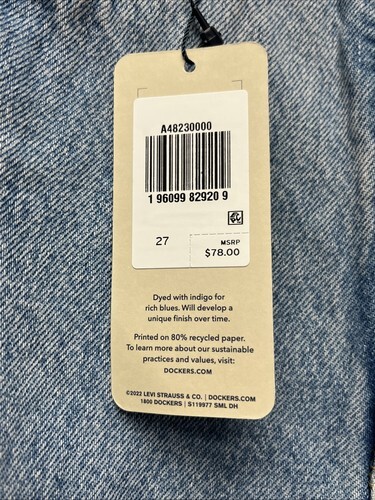 A48230000
1 96099 82920 9
27
MSRP
$78.00
Dyed with indigo for
rich blues. Will develop a
unique finish over time.
Printed on 80% recycled paper.
To learn more about our sustainable
practices and values, visit:
DOCKERS.COM
©2022 LEVI STRAUSS & CO. | DOCKERS.COM
1800 DOCKERS | S119977 SML DH